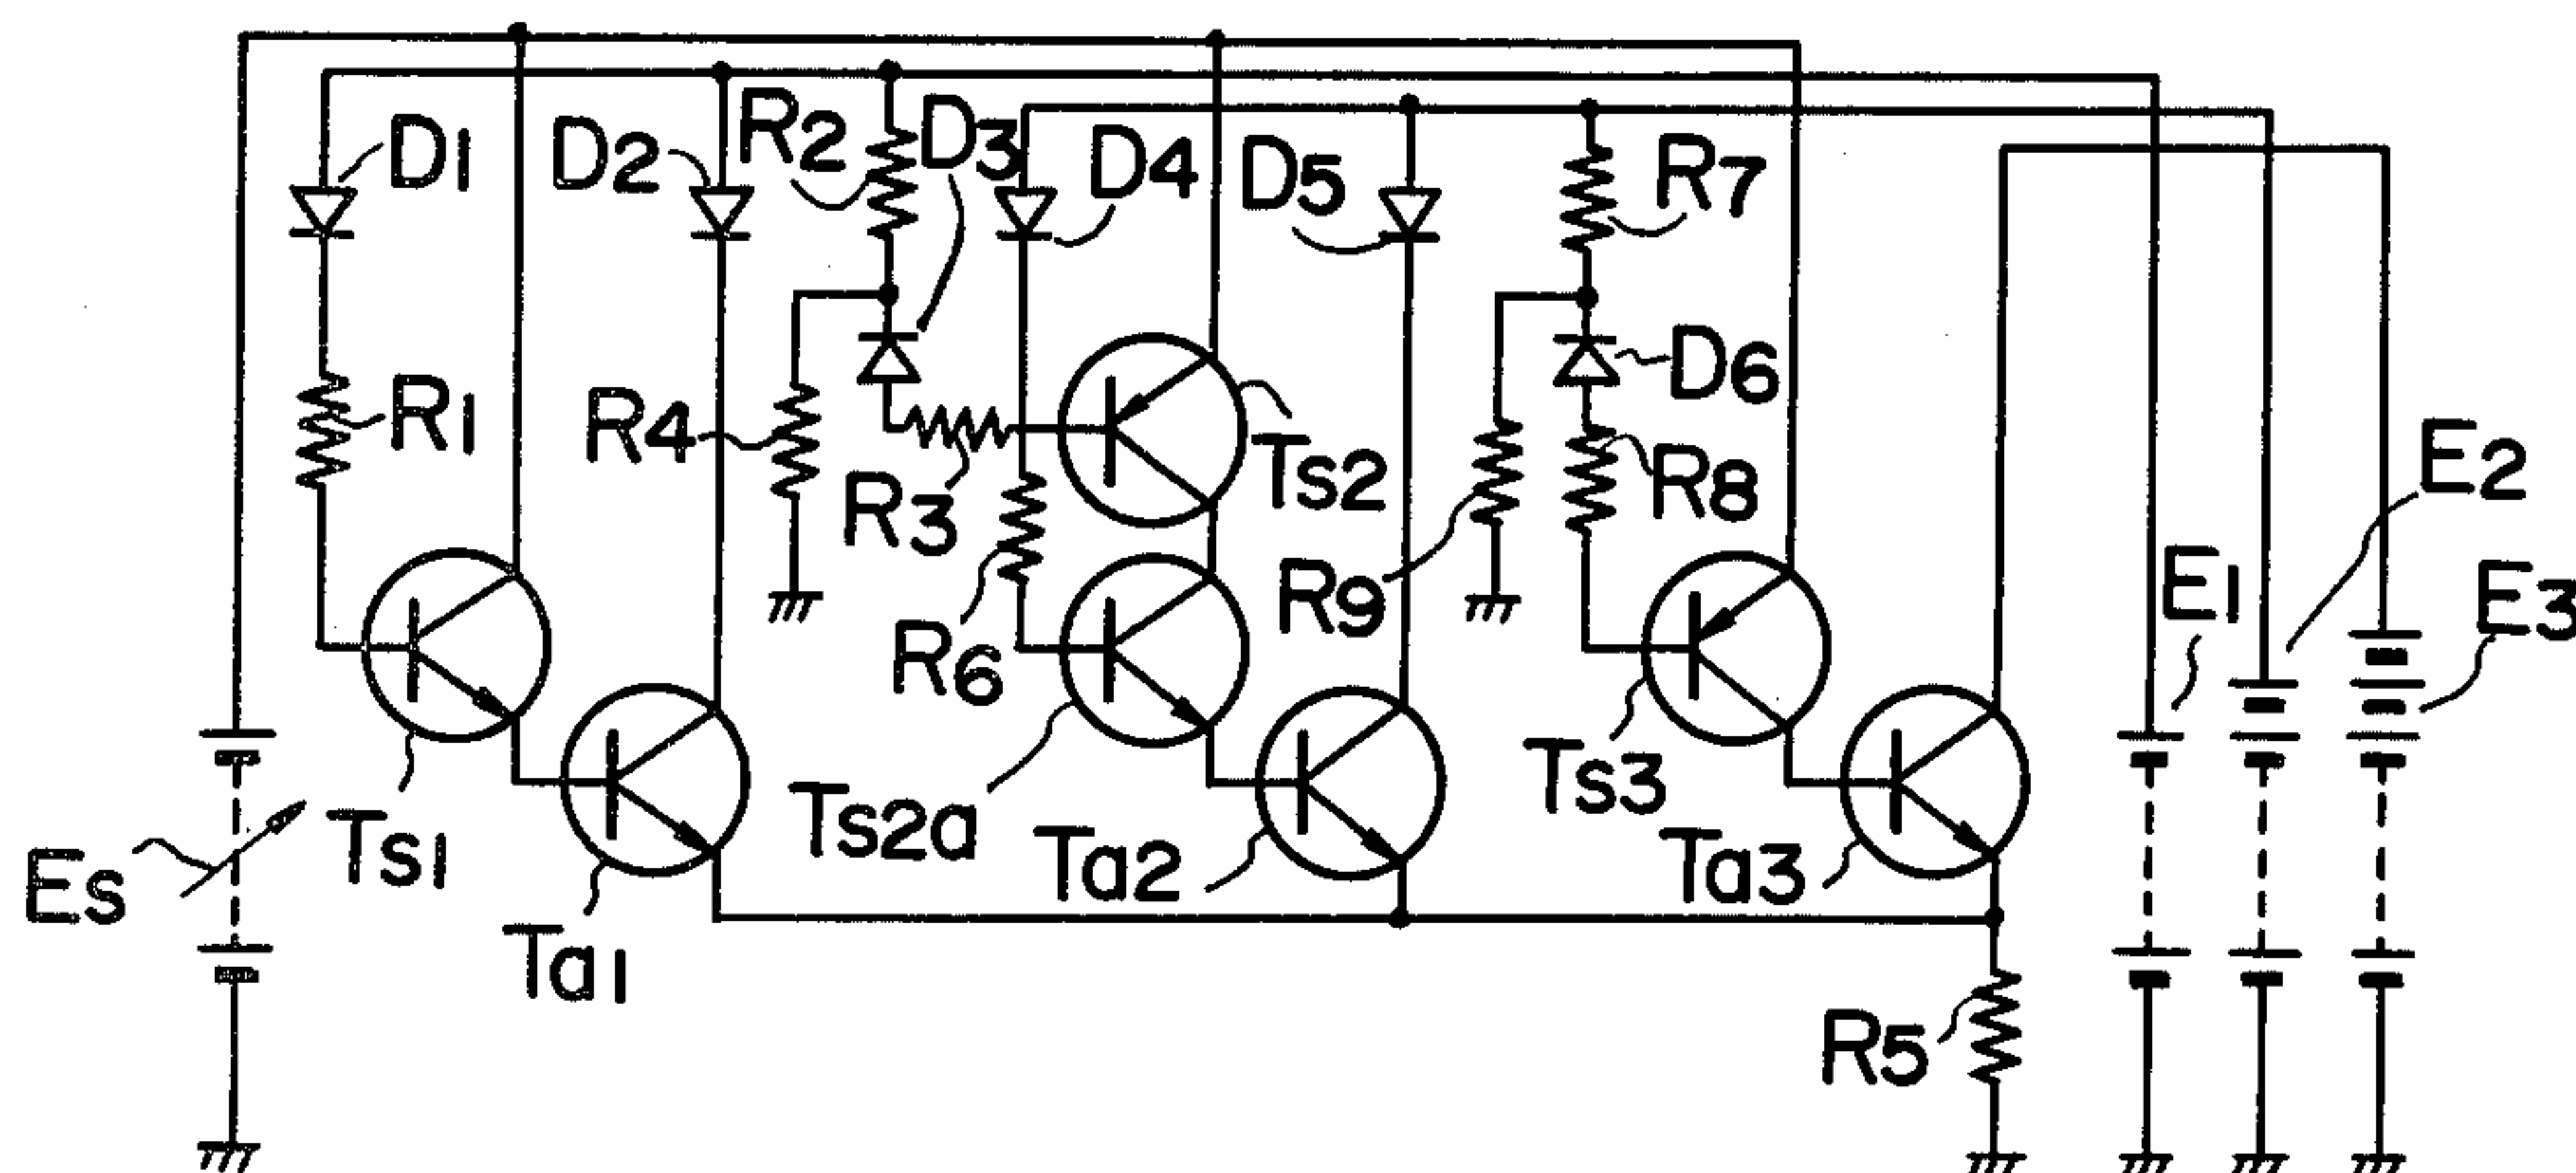 D1
D2
R2
D3
D4
D5
R7
R1
R4
R3
Ts2
D6
R8
E2
R6
R9
E1
E3
Es
Ts1
Ts2a
Ta2
Ts3
Ta3
Ta1
R5